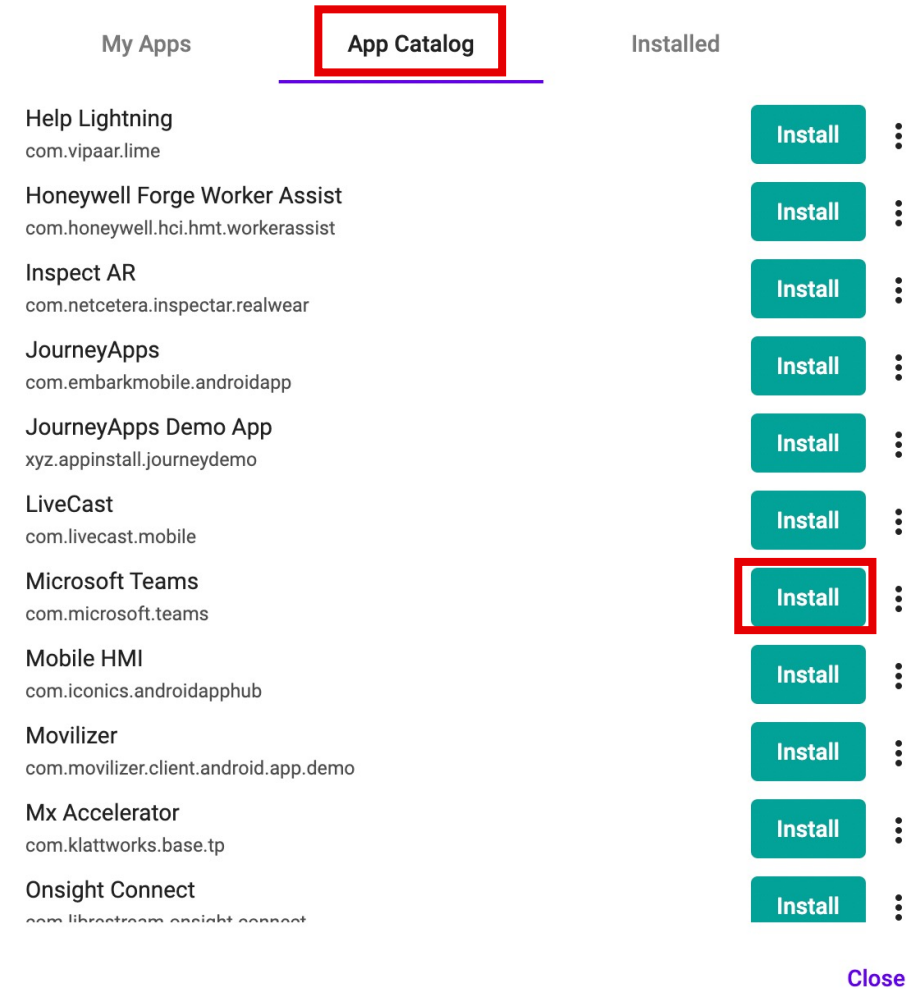 My Apps
App Catalog
Installed
Help Lightning
com.vipaar.lime
Install
Honeywell Forge Worker Assist
com.honeywell.hci.hmt.workerassist
Install
Inspect AR
com.netcetera.inspectar.realwear
Install
JourneyApps
com.embarkmobile.androidapp
Install
JourneyApps Demo App
xyz.appinstall.journeydemo
Install
LiveCast
com.livecast.mobile
Install
Microsoft Teams
com.microsoft.teams
Install
Mobile HMI
com.iconics.androidapphub
Install
Movilizer
com.movilizer.client.android.app.demo
Install
Mx Accelerator
com.klattworks.base.tp
Install
Onsight Connect
com.librestream.onsight.connect
Install
Close